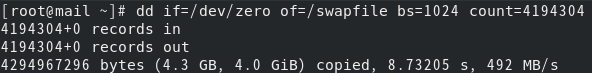 [root@mail ~]# dd if=/dev/zero of=/swapfile bs=1024 count=4194304
4194304+0 records in
4194304+0 records out
4294967296 bytes (4.3 GB, 4.0 GiB) copied, 8.73205 s, 492 MB/s